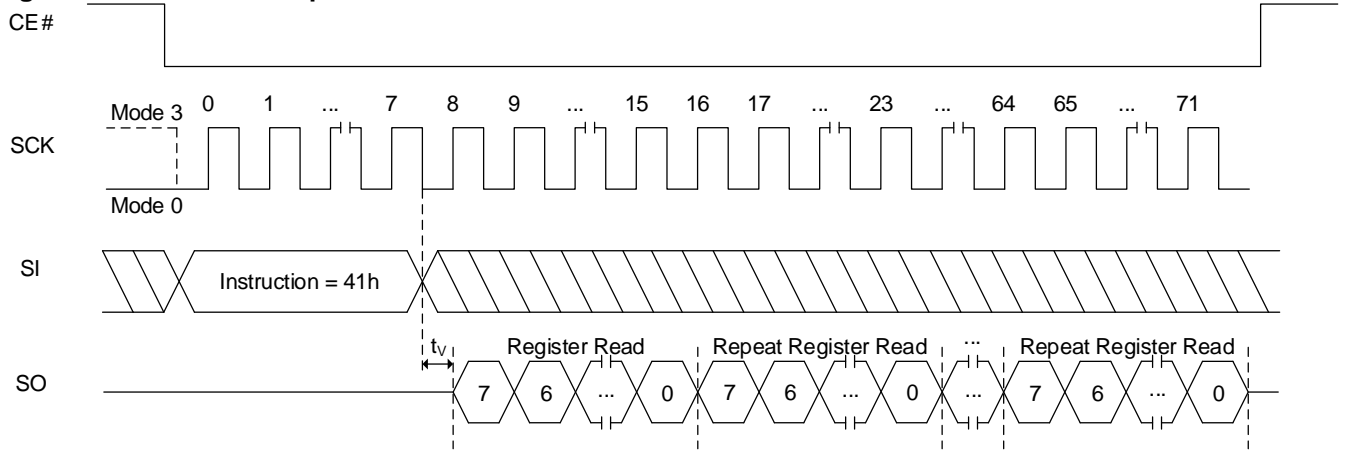 CE#
0 1 ... 7 8 9 ... 15 16 17 ... 23 ... 64 65 ... 71
Mode 3
SCK
Mode 0
SI
Instruction = 41h
tV Register Read Repeat Register Read ... Repeat Register Read
SO
7 6 ... 0 7 6 ... 0 ... 7 6 ... 0